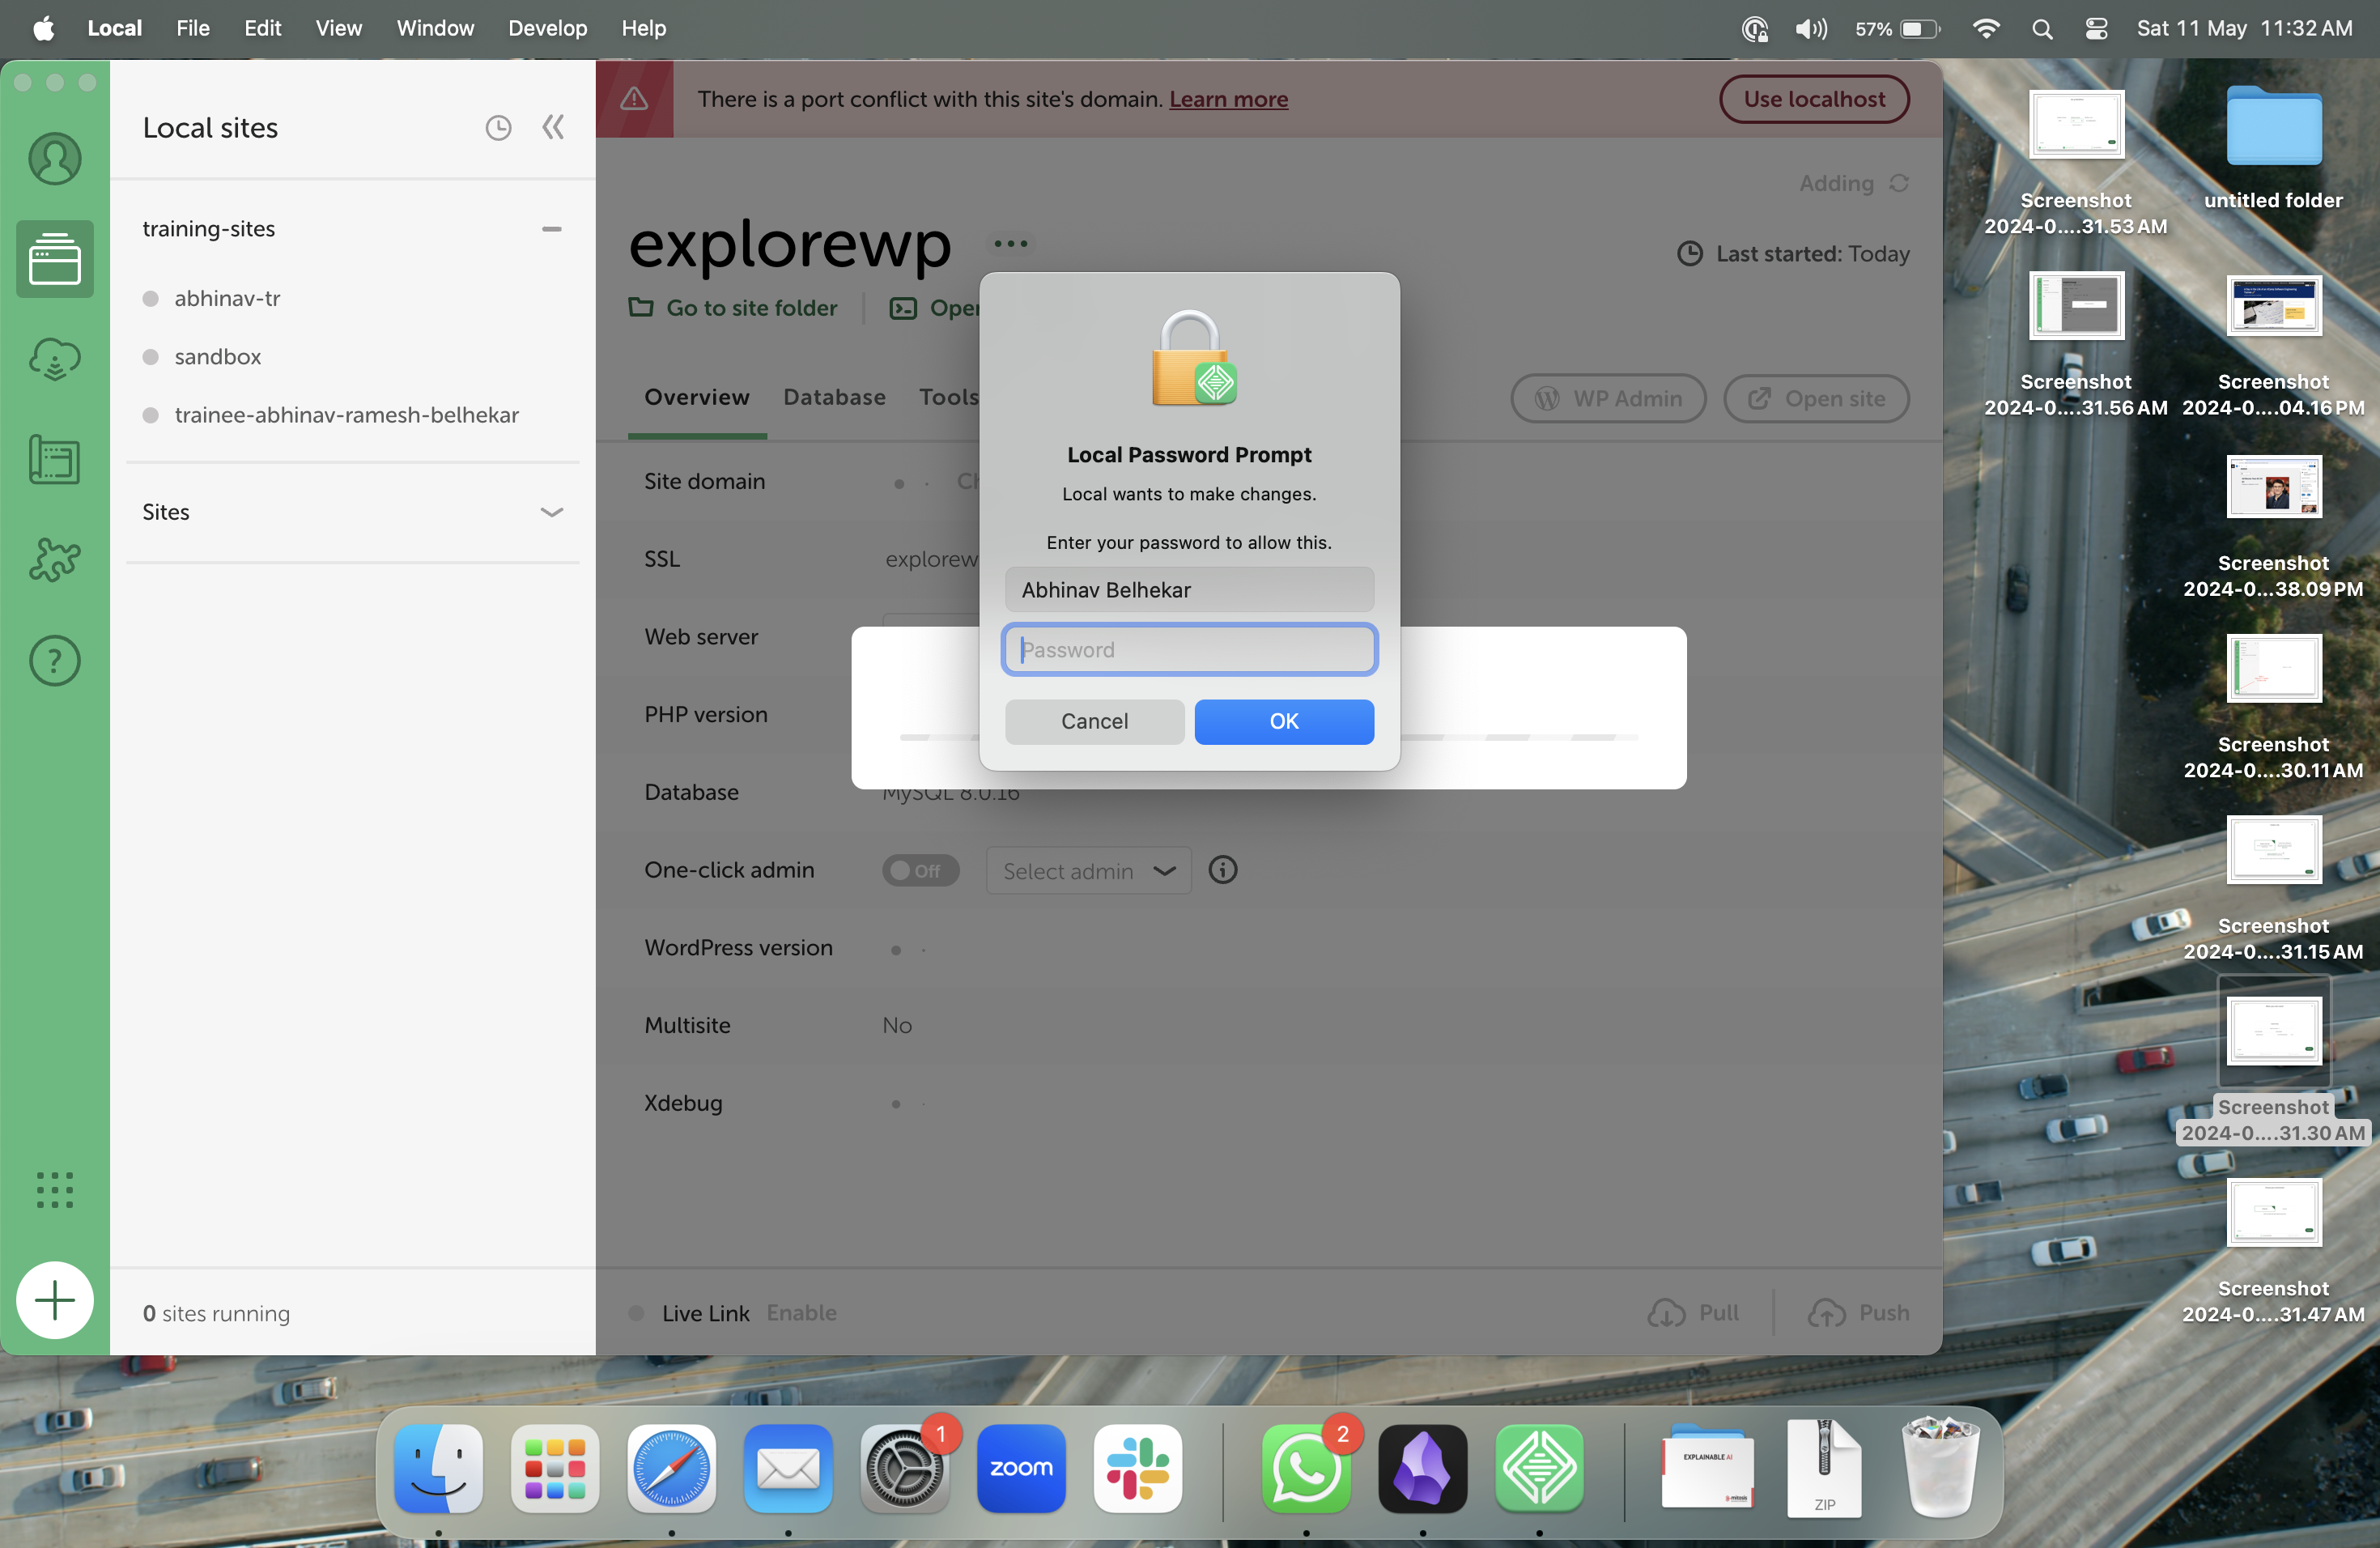 Local File Edit View Window Develop Help
57% Sat 11 May 11:32 AM
Local sites
training-sites
abhinav-tr
sandbox
trainee-abhinav-ramesh-belhekar
Sites
0 sites running
There is a port conflict with this site's domain. Learn more
Use localhost
Adding
explorewp
Last started: Today
Go to site folder
Open
Overview Database Tools
WP Admin
Open site
Site domain
SSL
Web server
PHP version
Database MySQL 8.0.16
One-click admin Off Select admin
WordPress version
Multisite No
Xdebug
Live Link Enable
Pull
Push
Local Password Prompt
Local wants to make changes.
Enter your password to allow this.
Abhinav Belhekar
Password
Cancel
OK
Screenshot
2024-0....31.53 AM
untitled folder
Screenshot
2024-0....31.56 AM
Screenshot
2024-0....04.16 PM
Screenshot
2024-0...38.09 PM
Screenshot
2024-0....30.11 AM
Screenshot
2024-0....31.15 AM
Screenshot
2024-0....31.30 AM
Screenshot
2024-0....31.47 AM
1
zoom
2
EXPLAINABLE AI
ZIP